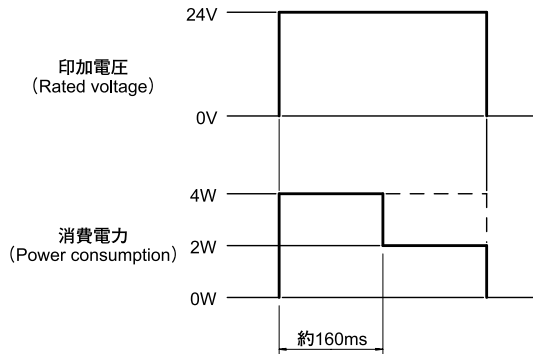 24V
印加電圧
（Rated voltage）
0V
4W
消費電力
（Power consumption）
2W
0W
約160ms